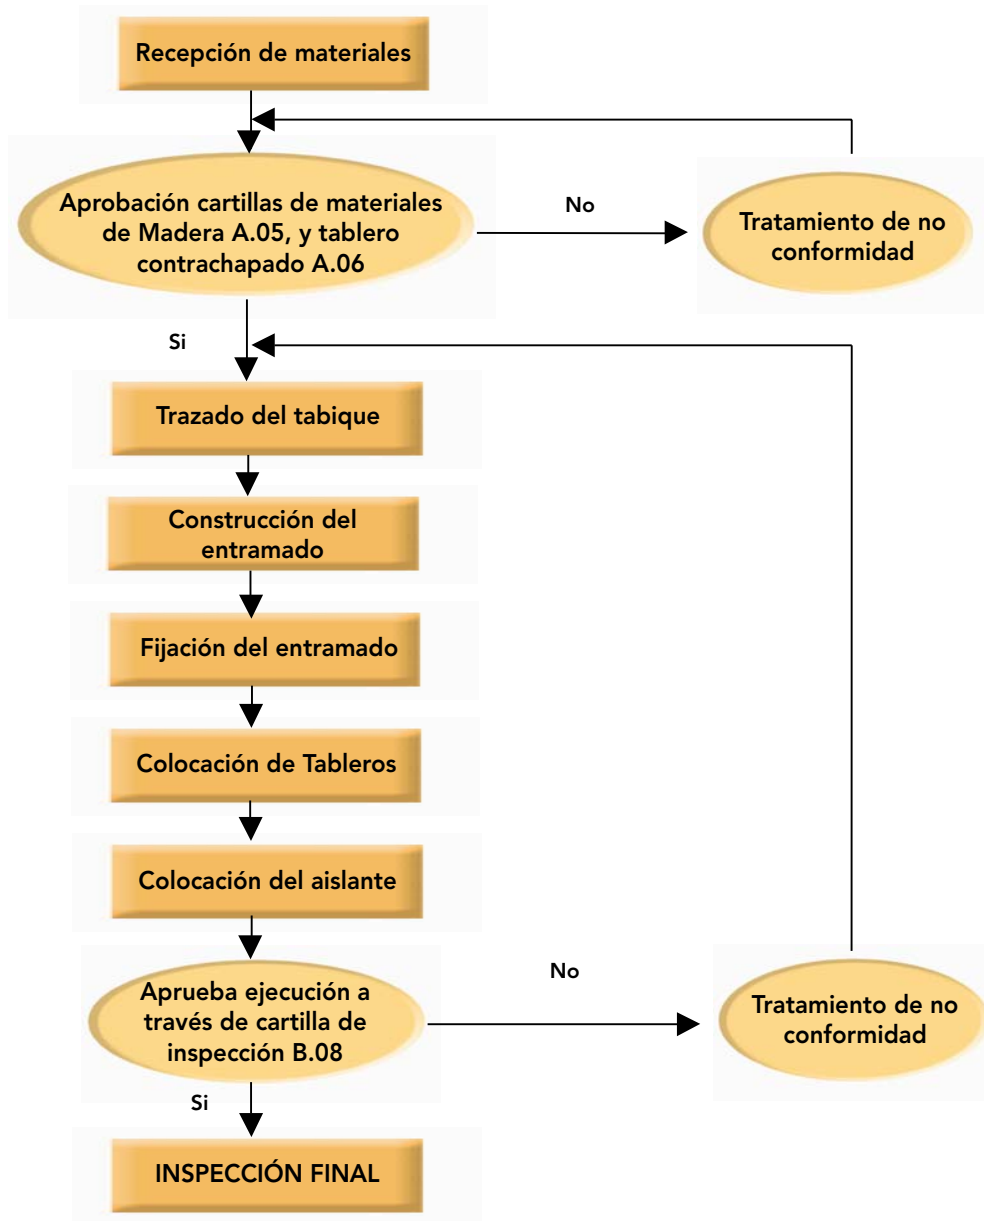 Recepción de materiales
Aprobación cartillas de materiales
de Madera A.05, y tablero
contrachapado A.06
No
Tratamiento de no
conformidad
Si
Trazado del tabique
Construcción del
entramado
Fijación del entramado
Colocación de Tableros
Colocación del aislante
Aprueba ejecución a
través de cartilla de
inspección B.08
No
Tratamiento de no
conformidad
Si
INSPECCIÓN FINAL